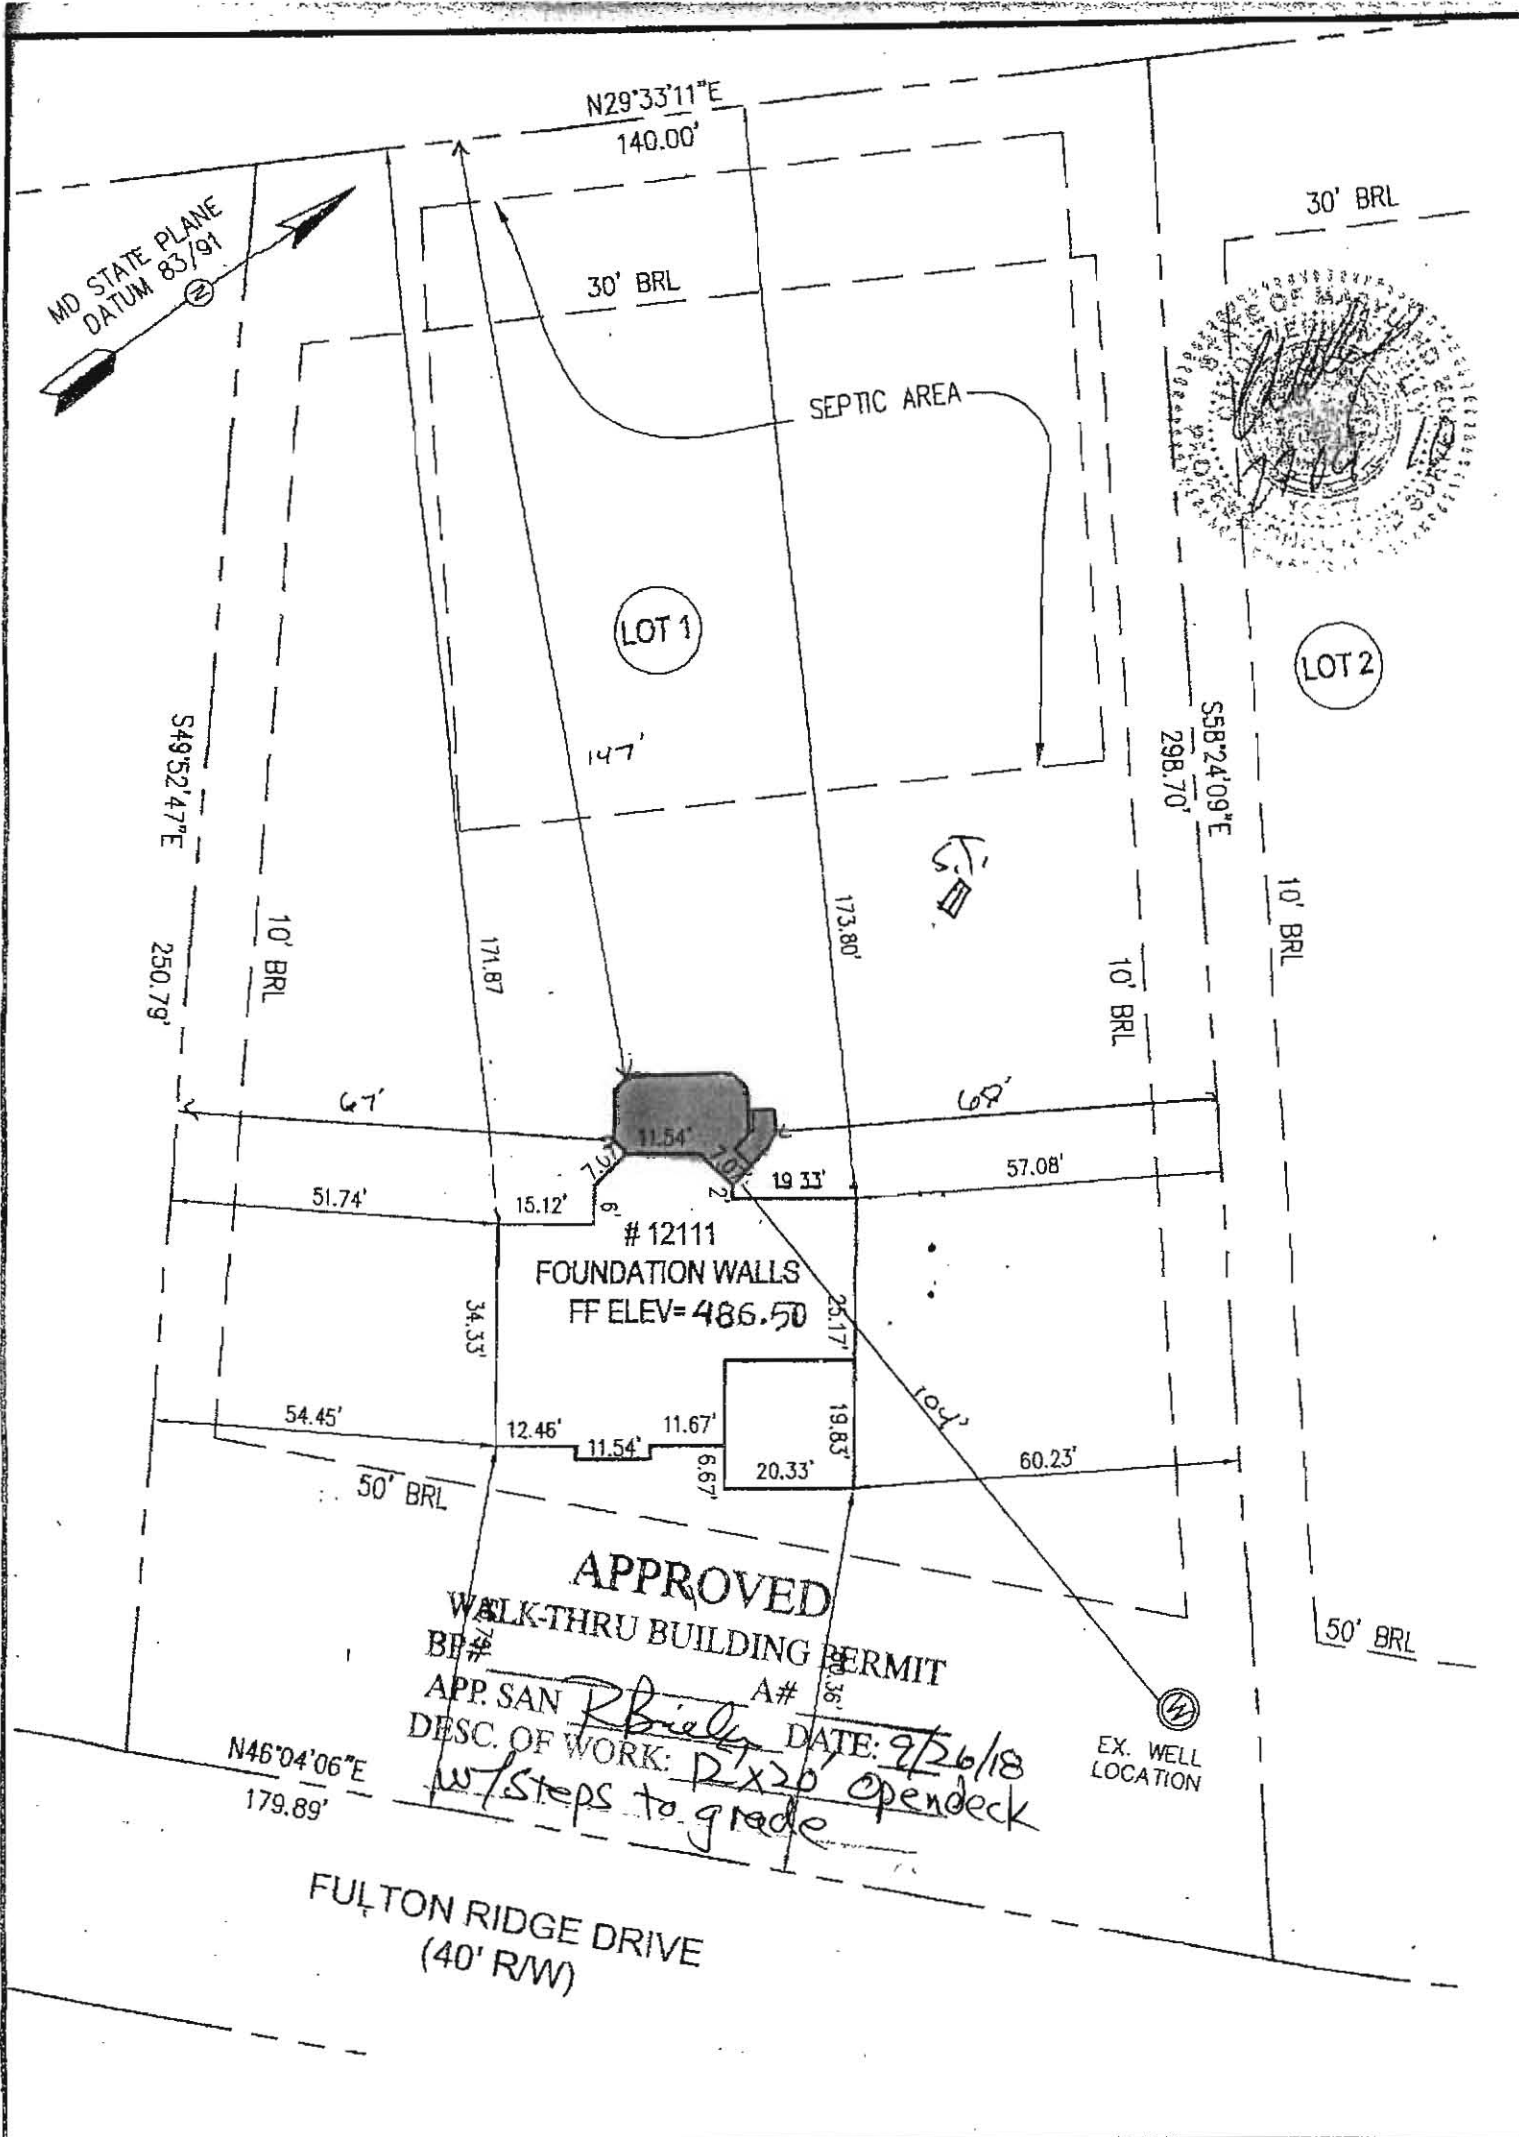 N29°33'11"E
140.00'
MD STATE PLANE
DATUM 83/91
N
30' BRL
30' BRL
STATE OF MARYLAND
SEPTIC AREA
LOT 1
LOT 2
147'
S49°52'47"E
250.79'
10' BRL
S58°24'09"E
298.70'
10' BRL
10' BRL
S.T.
171.87
173.80'
67'
68'
11.54'
7.07'
7.07'
51.74'
15.12'
6'
2'
19.33'
57.08'
# 12111
FOUNDATION WALLS
FF ELEV= 486.50
34.33'
25.17'
104'
54.45'
12.46'
11.54'
11.67'
6.67'
20.33'
19.83'
60.23'
50' BRL
50' BRL
APPROVED
WALK-THRU BUILDING PERMIT
BP#
A#
APP. SAN RBriely DATE: 9/26/18
DESC. OF WORK: 12'x20' Opendeck
w/steps to grade
W
EX. WELL
LOCATION
N46°04'06"E
179.89'
FULTON RIDGE DRIVE
(40' R/W)